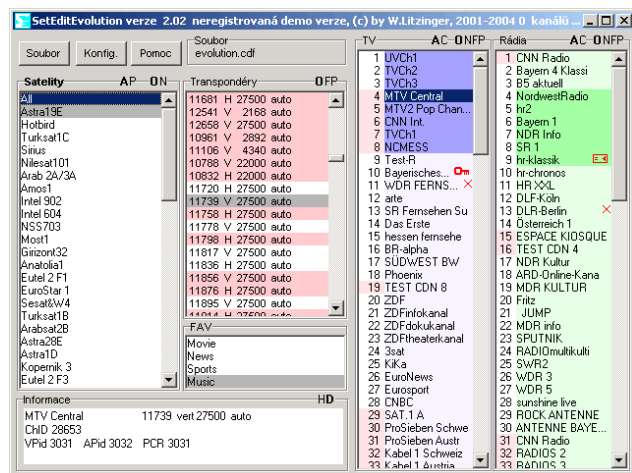 SetEditEvolution verze 2.02 neregistrovaná demo verze, (c) by W.Litzinger, 2001-2004 0 kanálů ...
Soubor
Konfig.
Pomoc
Soubor
evolution.cdf
Satelity AP ON
All
Astra19E
Hotbird
Turksat1C
Sirius
Nilesat101
Arab 2A/3A
Amos1
Intel 902
Intel 604
NSS703
Most1
Girizont32
Anatolia1
Eutel 2 F1
EuroStar 1
Sesat&W4
Turksat1B
Arabsat2B
Astra28E
Astra1D
Kopernik 3
Eutel 2 F3
Transpondéry OFP
11681 H 27500 auto
12541 V 2168 auto
12658 V 27500 auto
10961 V 2892 auto
11106 V 4340 auto
10788 V 22000 auto
10832 H 22000 auto
11720 H 27500 auto
11739 V 27500 auto
11758 H 27500 auto
11778 V 27500 auto
11798 H 27500 auto
11817 V 27500 auto
11836 H 27500 auto
11856 V 27500 auto
11876 H 27500 auto
11895 V 27500 auto
11914 H 27500 auto
FAV
Movie
News
Sports
Music
Informace HD
MTV Central 11739 vert 27500 auto
ChID 28653
VPid 3031 APid 3032 PCR 3031
TV AC-ONFP
1 UVCh1
2 TVCh2
3 TVCh3
4 MTV Central
5 MTV2 Pop Chan...
6 CNN Int.
7 TVCh1
8 NCMESS
9 Test-R
10 Bayerisches...
11 WDR FERNS...
12 arte
13 SR Fernsehen Su
14 Das Erste
15 hessen fernsehe
16 BR-alpha
17 SÜDWEST BW
18 Phoenix
19 TEST CDN 8
20 ZDF
21 ZDFinfokanal
22 ZDFdokukanal
23 ZDFtheaterkanal
24 3sat
25 KiKa
26 EuroNews
27 Eurosport
28 CNBC
29 SAT.1 A
30 ProSieben Schwe
31 ProSieben Austr
32 Kabel 1 Schweiz
33 Kabel 1 Austria
Rádia AC-ONFP
1 CNN Radio
2 Bayern 4 Klassi
3 B5 aktuell
4 NordwestRadio
5 hr2
6 Bayern 1
7 NDR Info
8 SR 1
9 hr-klassik
10 hr-chronos
11 HR XXL
12 DLF-Köln
13 DLR-Berlin
14 Österreich 1
15 ESPACE KIOSQUE
16 TEST CDN 4
17 NDR Kultur
18 ARD-Online-Kana
19 MDR KULTUR
20 Fritz
21 JUMP
22 MDR info
23 SPUTNIK
24 RADIOmultikulti
25 SWR2
26 WDR 3
27 WDR 5
28 sunshine live
29 ROCK ANTENNE
30 ANTENNE BAYE...
31 CNN Radio
32 RADIOS 2
33 RADIOS 3